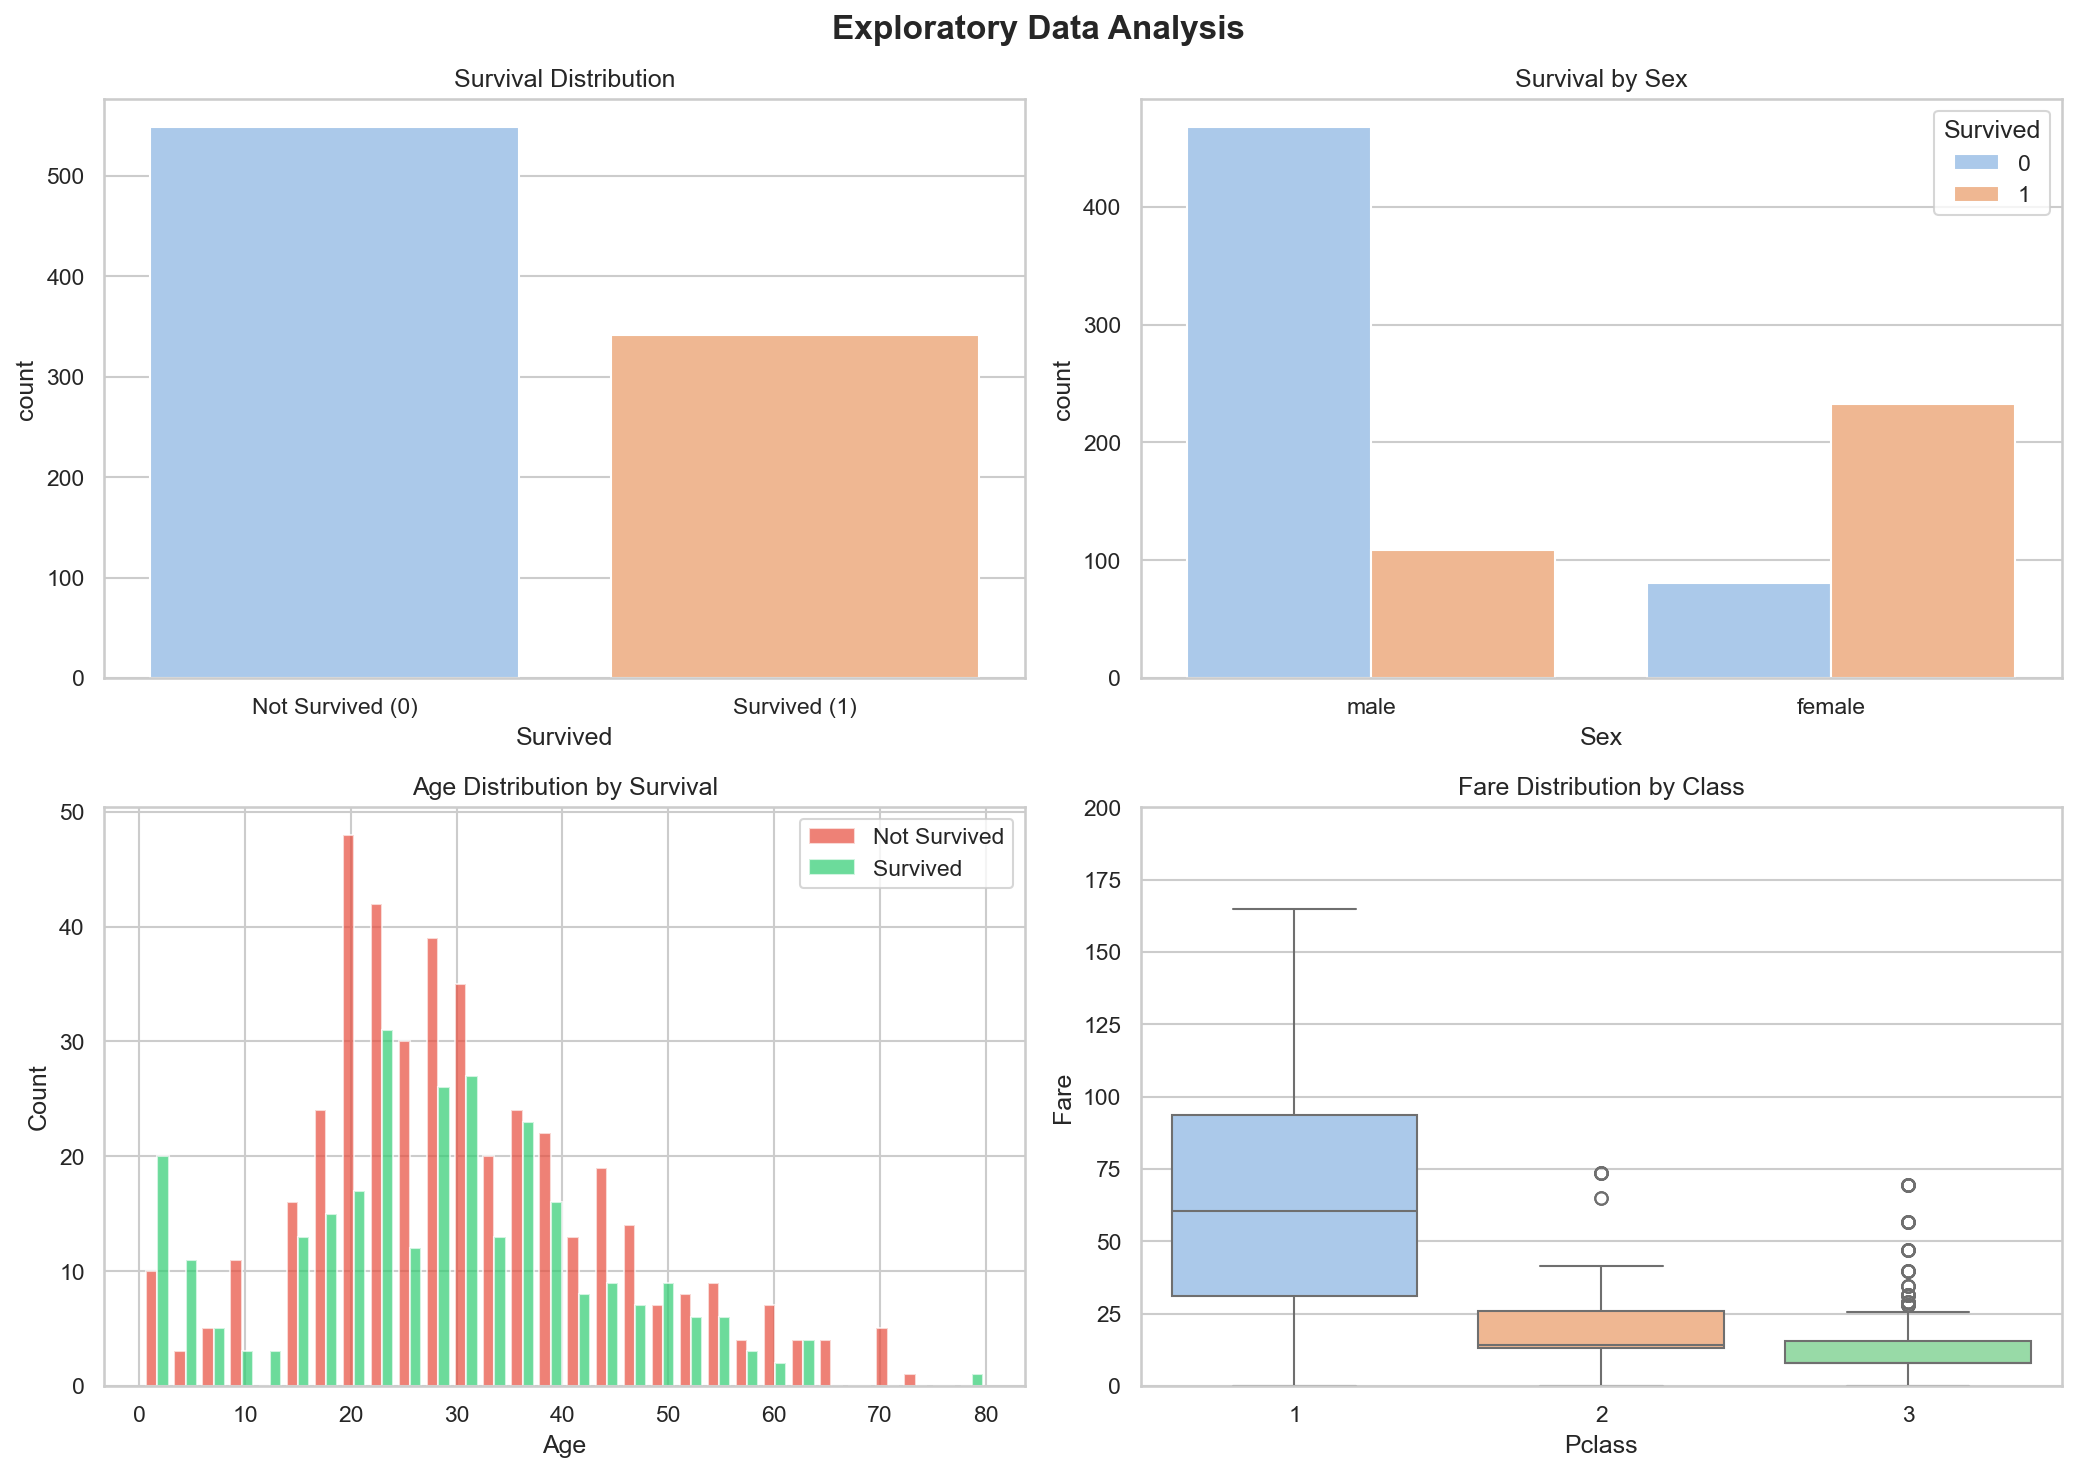 Exploratory Data Analysis
Survival Distribution
count
500
400
300
200
100
0
Not Survived (0) Survived (1)
Survived
Survival by Sex
Survived
0
1
count
400
300
200
100
0
male female
Sex
Age Distribution by Survival
Not Survived
Survived
Count
50
40
30
20
10
0
0 10 20 30 40 50 60 70 80
Age
Fare Distribution by Class
Fare
200
175
150
125
100
75
50
25
0
1 2 3
Pclass